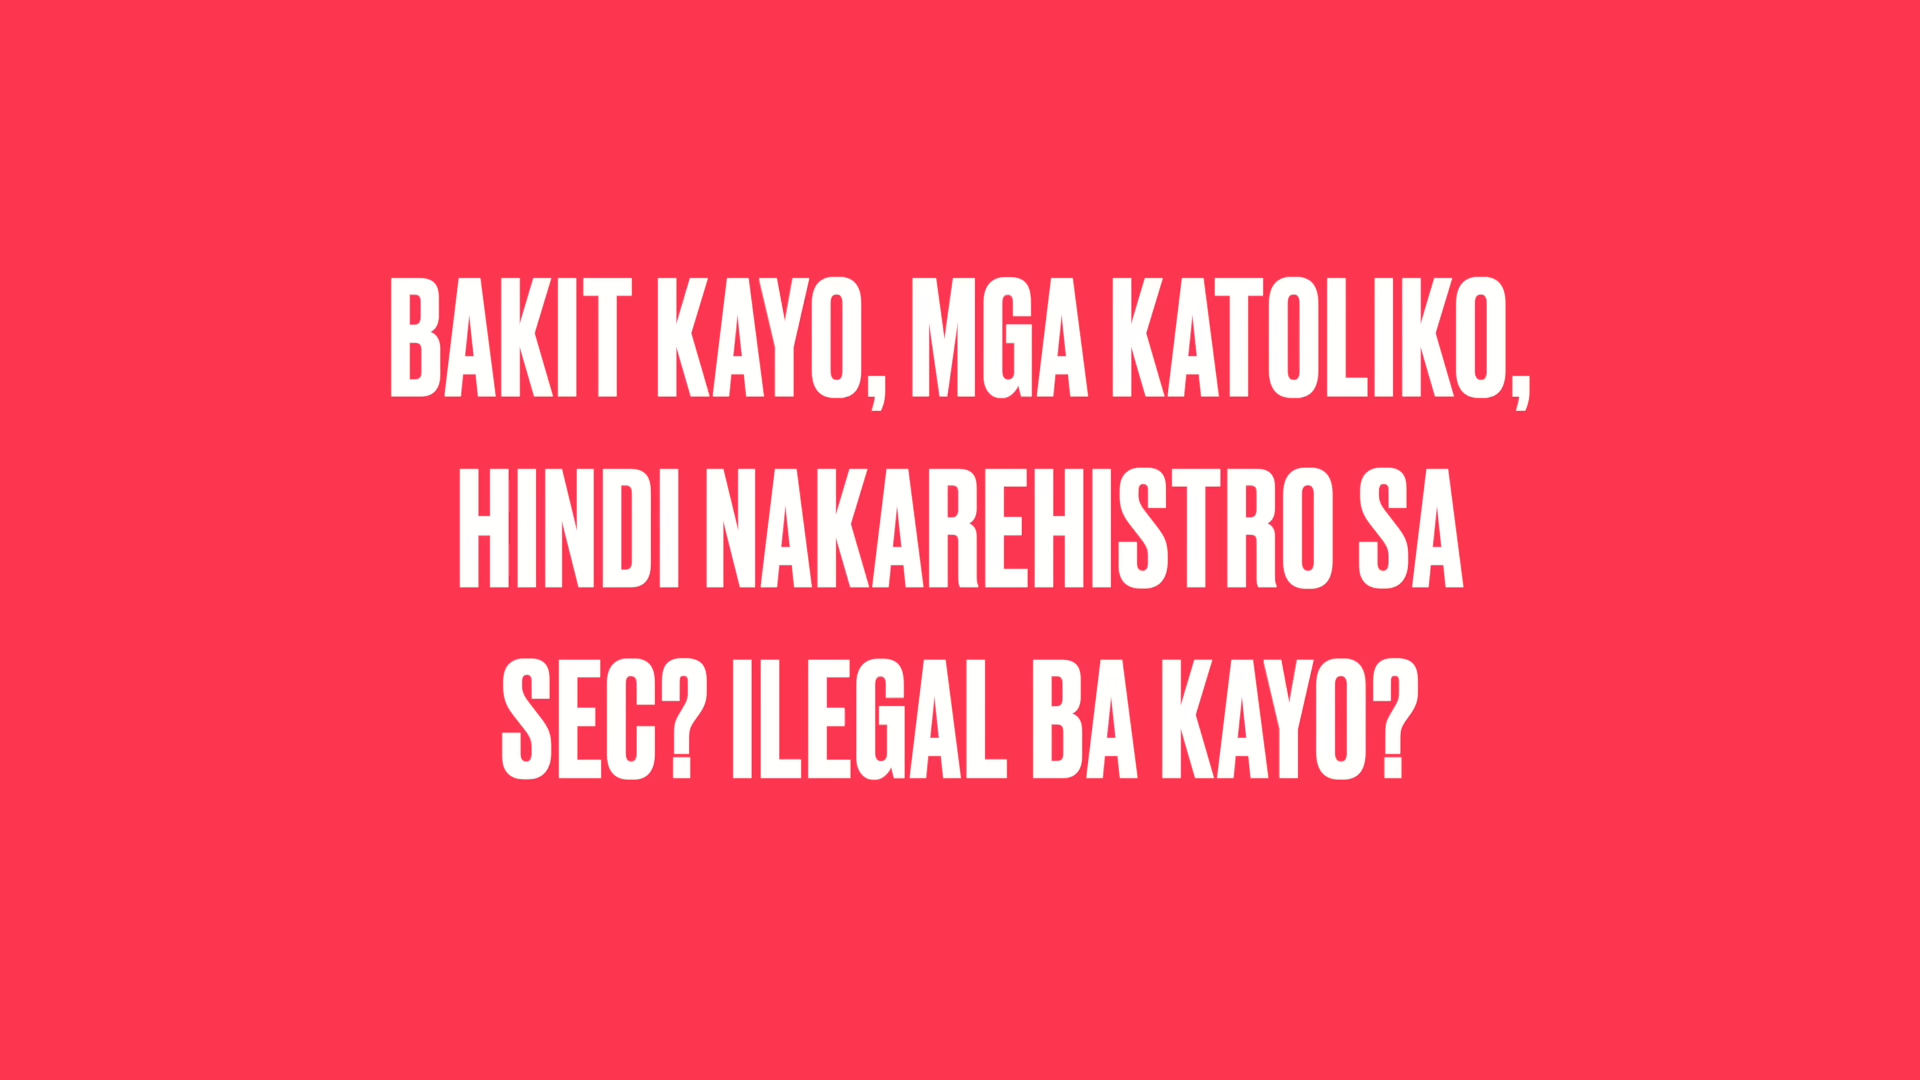 BAKIT KAYO, MGA KATOLIKO,
HINDI NAKAREHISTRO SA
SEC? ILEGAL BA KAYO?